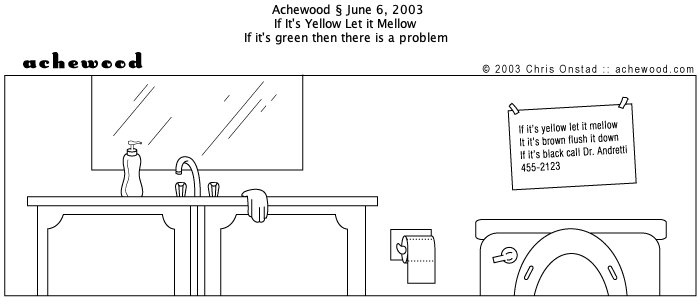 Achewood § June 6, 2003
If It's Yellow Let it Mellow
If it's green then there is a problem
achewood
© 2003 Chris Onstad :: achewood.com
If it's yellow let it mellow
It it's brown flush it down
If it's black call Dr. Andretti
455-2123